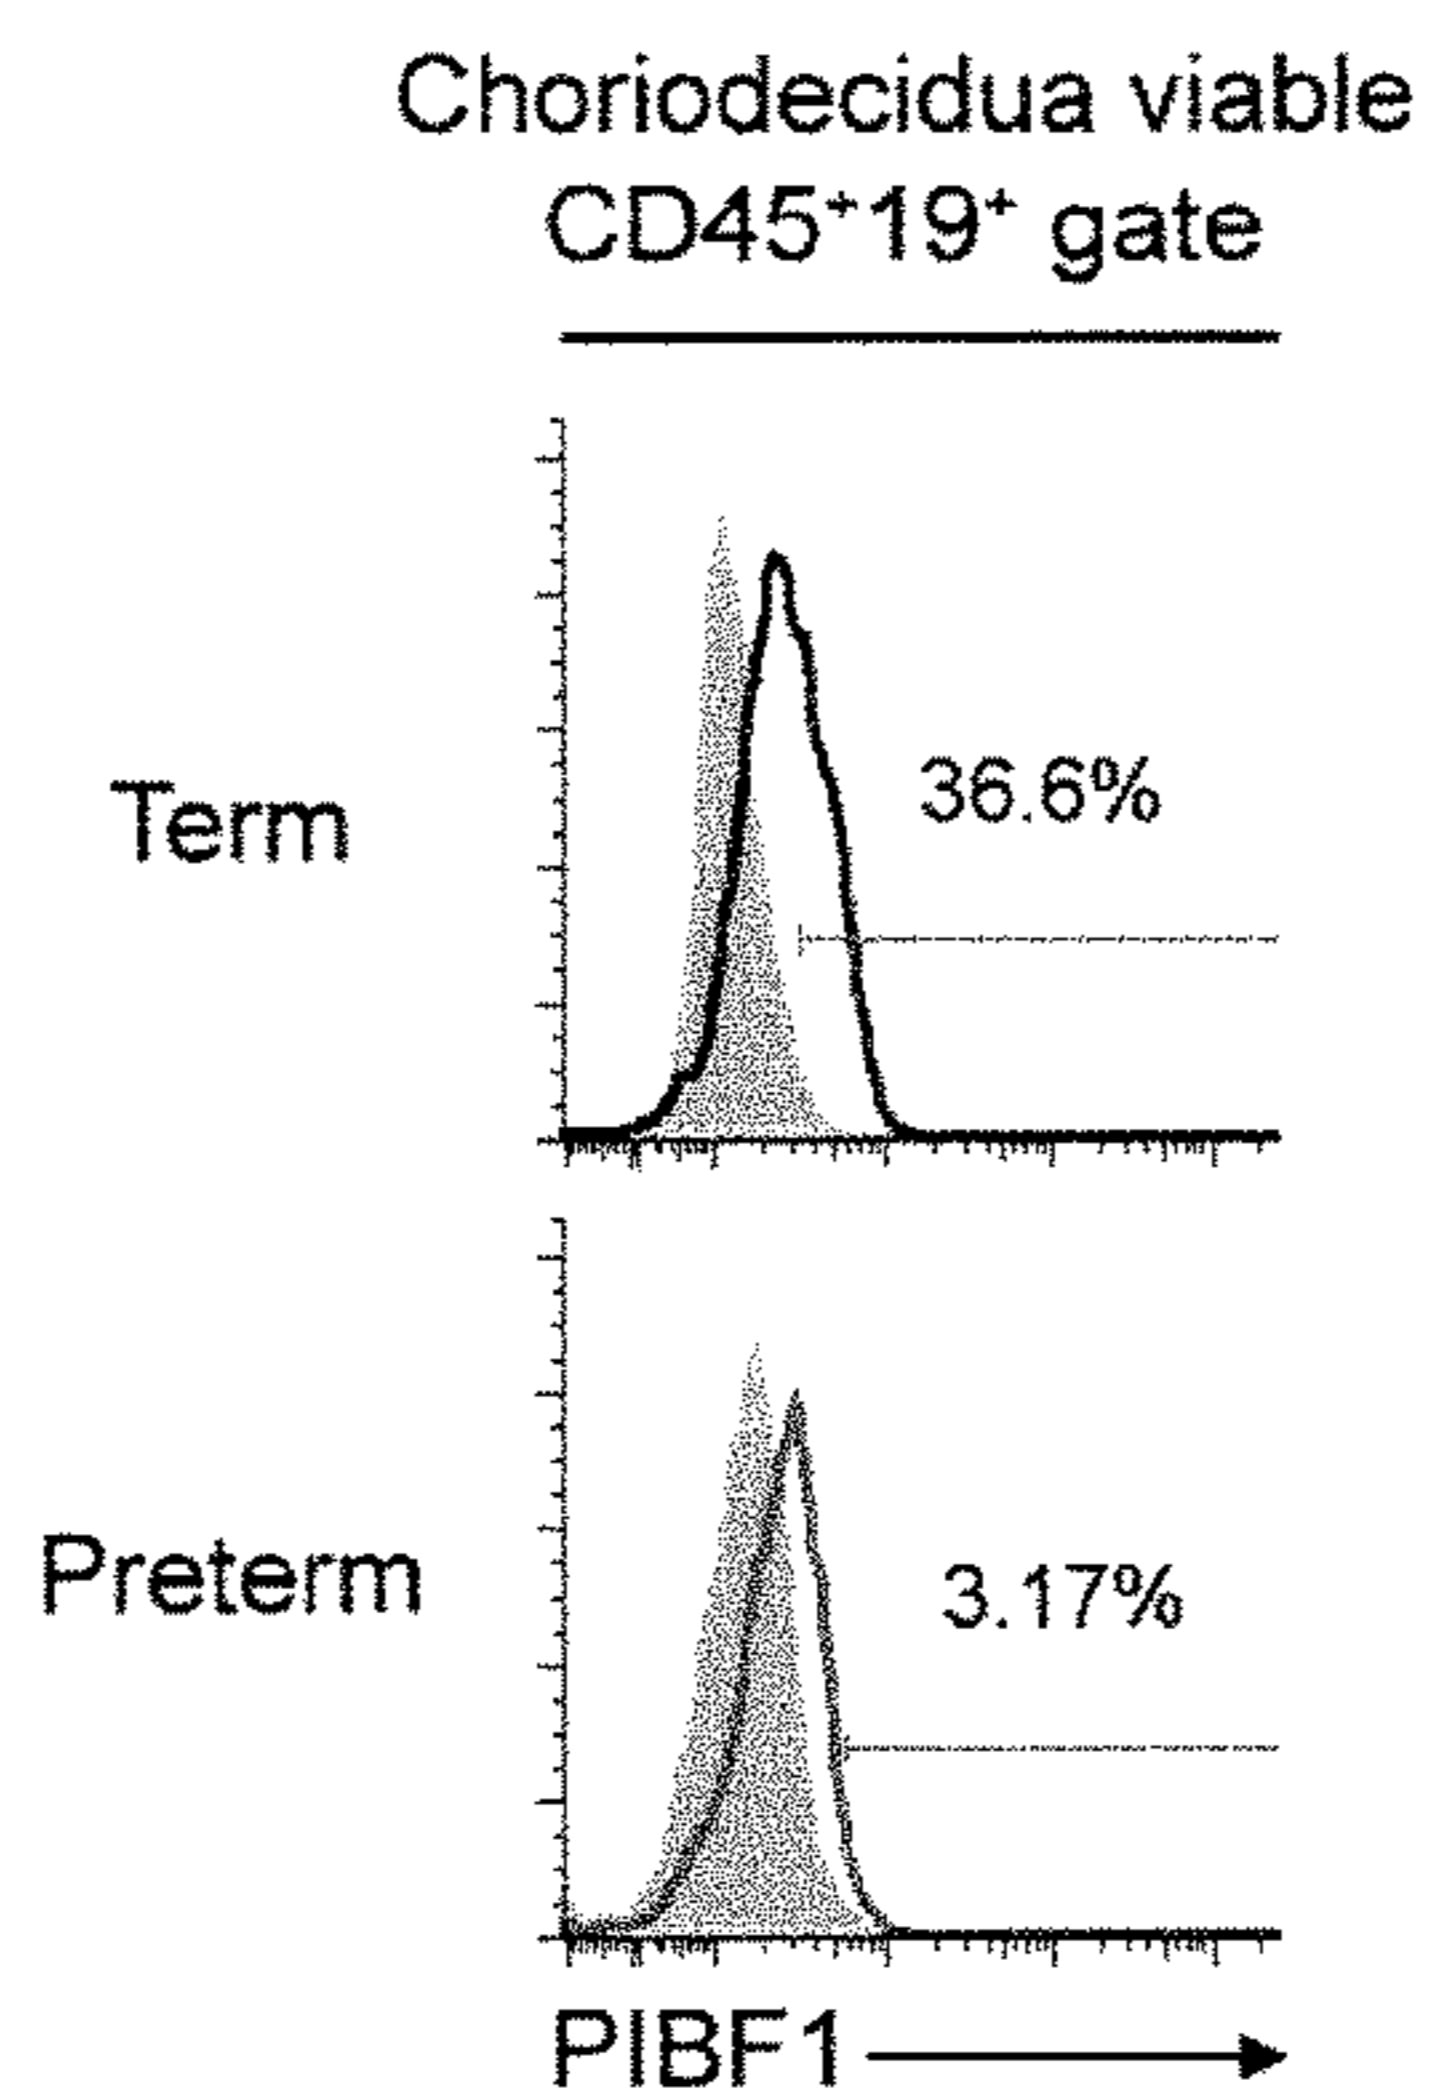 Choriodecidua viable
CD45⁺19⁺ gate
Term
36.6%
Preterm
3.17%
PIBF1